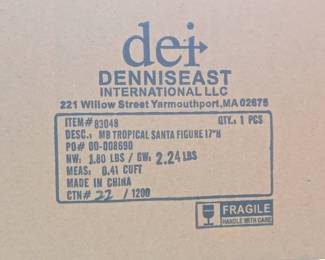 dei
DENNISEAST
INTERNATIONAL LLC
221 Willow Street Yarmouthport,MA 02675
ITEM# 83048 QTY.: 1 PCS
DESC.: MB TROPICAL SANTA FIGURE 17"H
PO# 00-008690
NW: 1.80 LBS / GW: 2.24 LBS
MEAS: 0.41 CUFT
MADE IN CHINA
CTN# 22 / 1200
FRAGILE
HANDLE WITH CARE